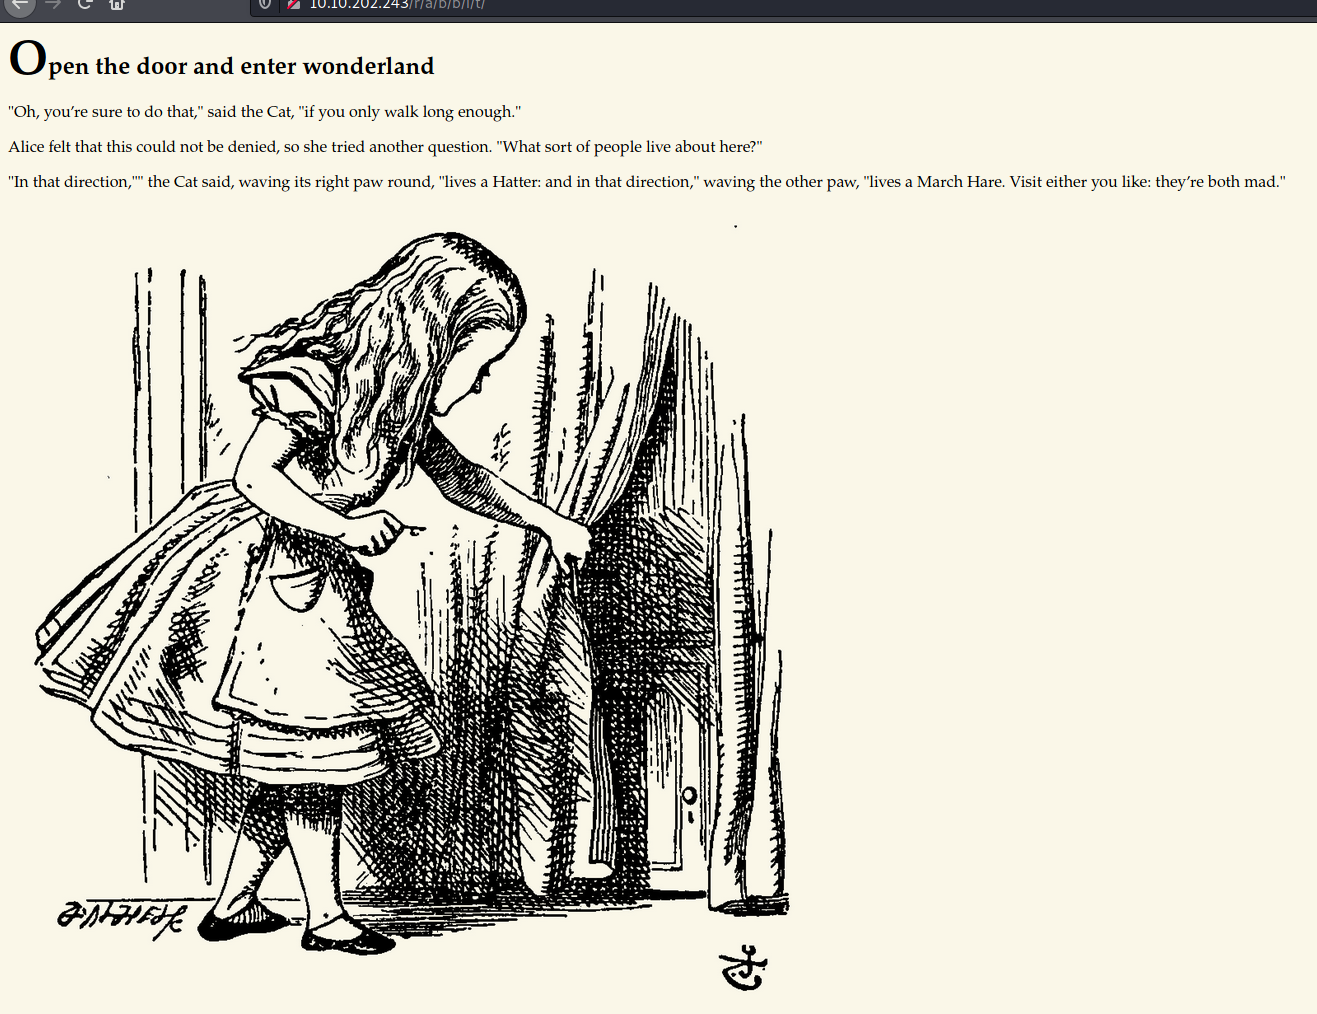 10.10.202.243/r/a/b/b/i/t/
Open the door and enter wonderland
"Oh, you’re sure to do that," said the Cat, "if you only walk long enough."
Alice felt that this could not be denied, so she tried another question. "What sort of people live about here?"
"In that direction,"" the Cat said, waving its right paw round, "lives a Hatter: and in that direction," waving the other paw, "lives a March Hare. Visit either you like: they’re both mad."